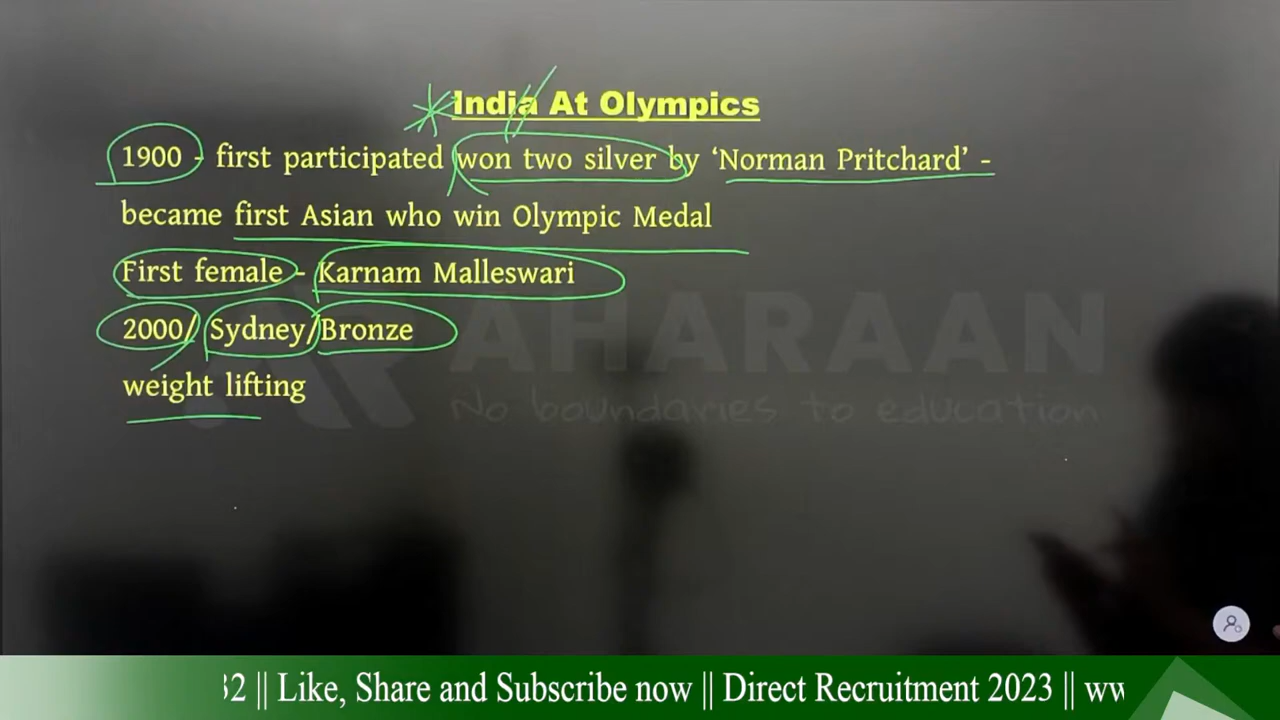 India At Olympics
1900 - first participated won two silver by ‘Norman Pritchard’ -
became first Asian who win Olympic Medal
First female - Karnam Malleswari
2000/ Sydney/Bronze
weight lifting
AHARAAN
No boundaries to education
32 || Like, Share and Subscribe now || Direct Recruitment 2023 || ww